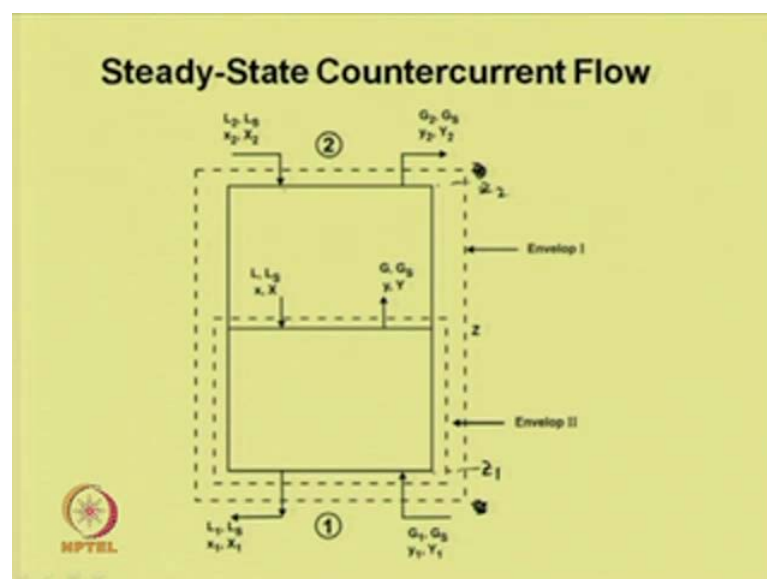 Steady-State Countercurrent Flow
L₂, Lₛ
x₂, X₂
②
G₂, Gₛ
y₂, Y₂
z₂
Envelop I
L, Lₛ
x, X
G, Gₛ
y, Y
z
Envelop II
z₁
L₁, Lₛ
x₁, X₁
①
G₁, Gₛ
y₁, Y₁
NPTEL